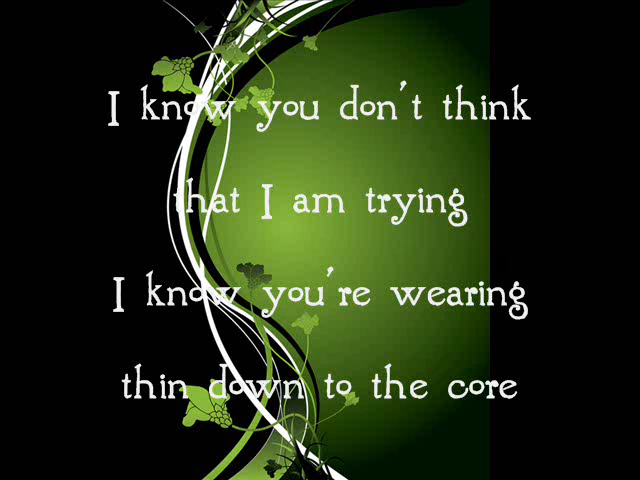 I know you don't think
that I am trying
I know you're wearing
thin down to the core